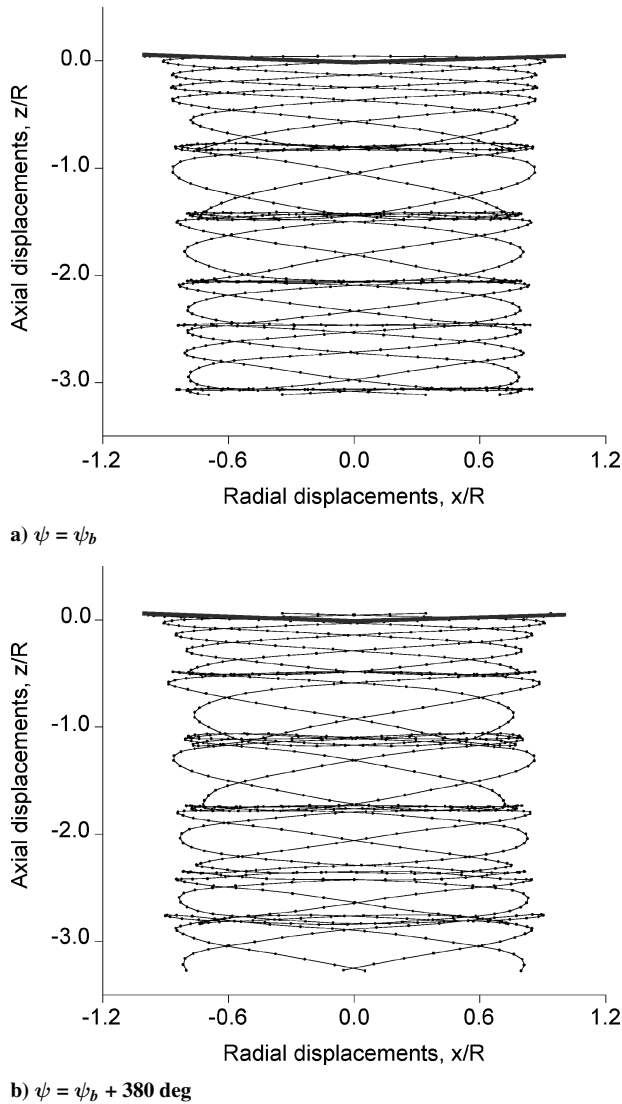 0.0
-1.0
-2.0
-3.0
Axial displacements, z/R
-1.2 -0.6 0.0 0.6 1.2
Radial displacements, x/R
a) ψ = ψb
0.0
-1.0
-2.0
-3.0
Axial displacements, z/R
-1.2 -0.6 0.0 0.6 1.2
Radial displacements, x/R
b) ψ = ψb + 380 deg